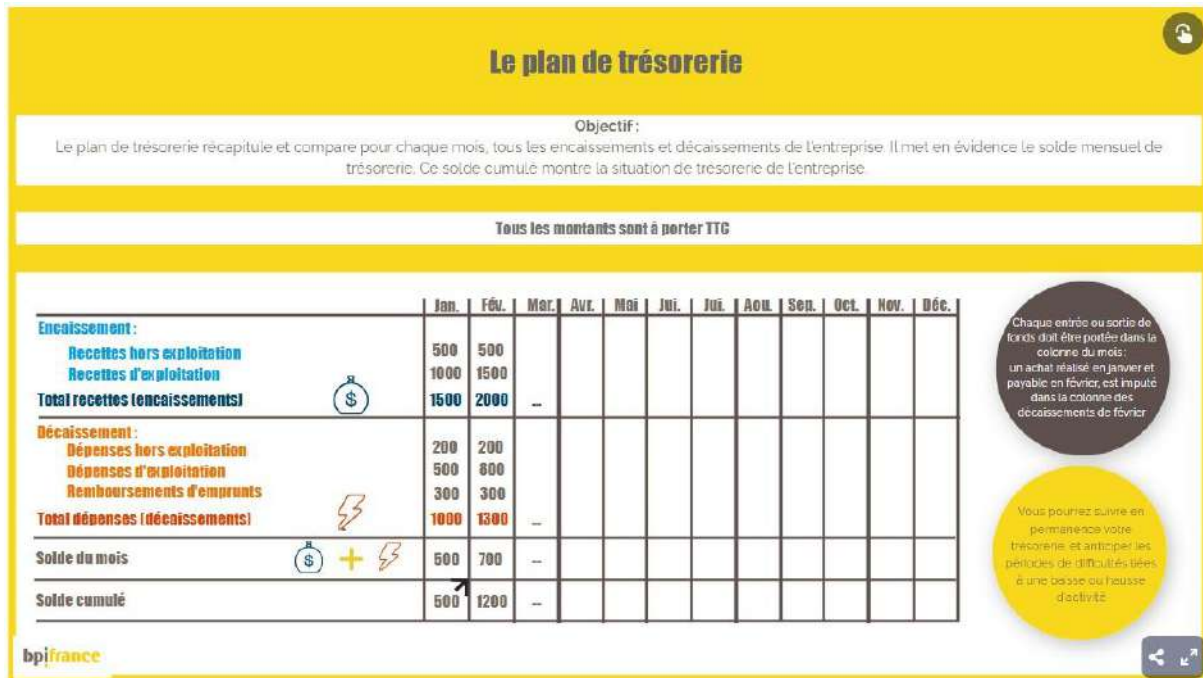 Le plan de trésorerie
Objectif :
Le plan de trésorerie récapitule et compare pour chaque mois, tous les encaissements et décaissements de l'entreprise. Il met en évidence le solde mensuel de
trésorerie. Ce solde cumulé montre la situation de trésorerie de l'entreprise.
Tous les montants sont à porter TTC
Jan. Fév. Mar. Avr. Mai Jui. Jui. Aou. Sep. Oct. Nov. Déc.
Encaissement :
Recettes hors exploitation 500 500
Recettes d'exploitation 1000 1500
Total recettes (encaissements) $ 1500 2000 ...
Décaissement :
Dépenses hors exploitation 200 200
Dépenses d'exploitation 500 800
Remboursements d'emprunts 300 300
Total dépenses (décaissements) 1000 1300 ...
Solde du mois $ + 500 700 ...
Solde cumulé 500 1200 ...
Chaque entrée ou sortie de
fonds doit être portée dans la
colonne du mois :
un achat réalisé en janvier et
payable en février, est imputé
dans la colonne des
décaissements de février
Vous pourrez suivre en
permanence votre
trésorerie, et anticiper les
périodes de difficultés liées
à une baisse ou hausse
d'activité
bpifrance